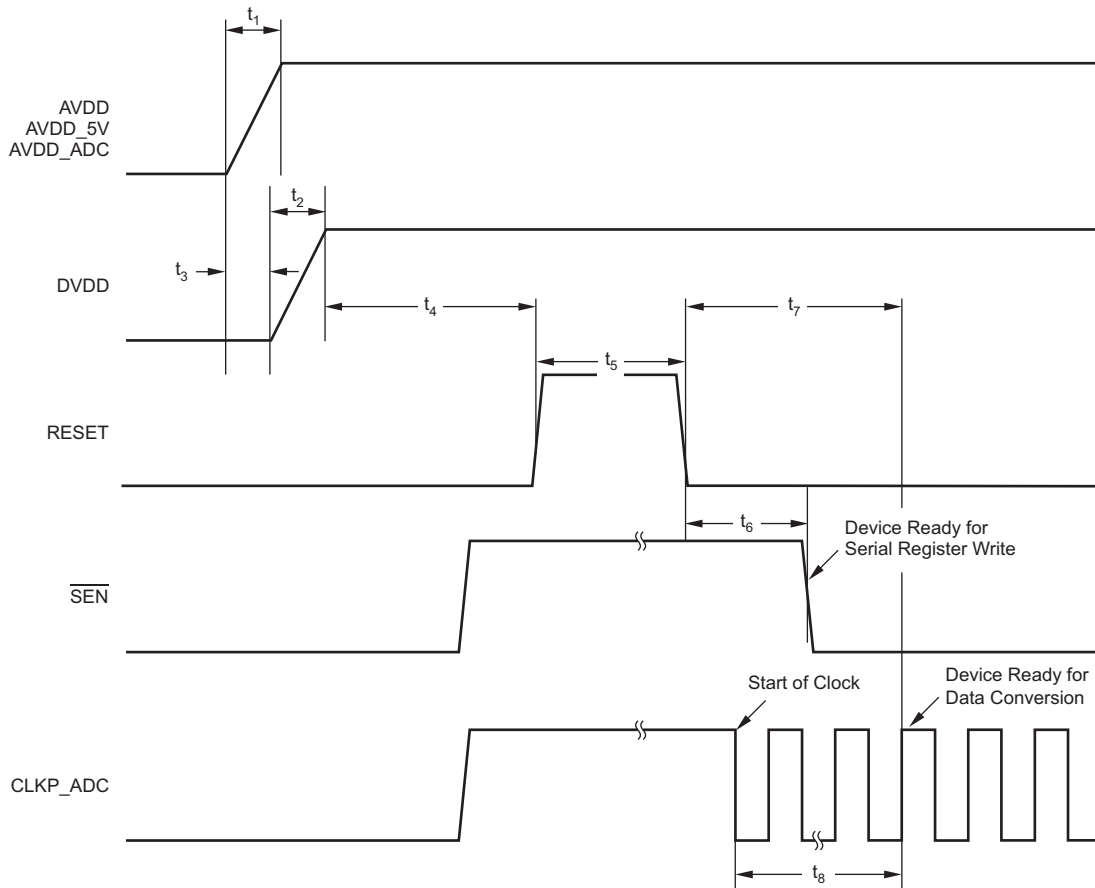 t1
AVDD
AVDD_5V
AVDD_ADC
t2
t3
DVDD
t4
t7
t5
RESET
t6
Device Ready for
Serial Register Write
SEN
Start of Clock
Device Ready for
Data Conversion
CLKP_ADC
t8